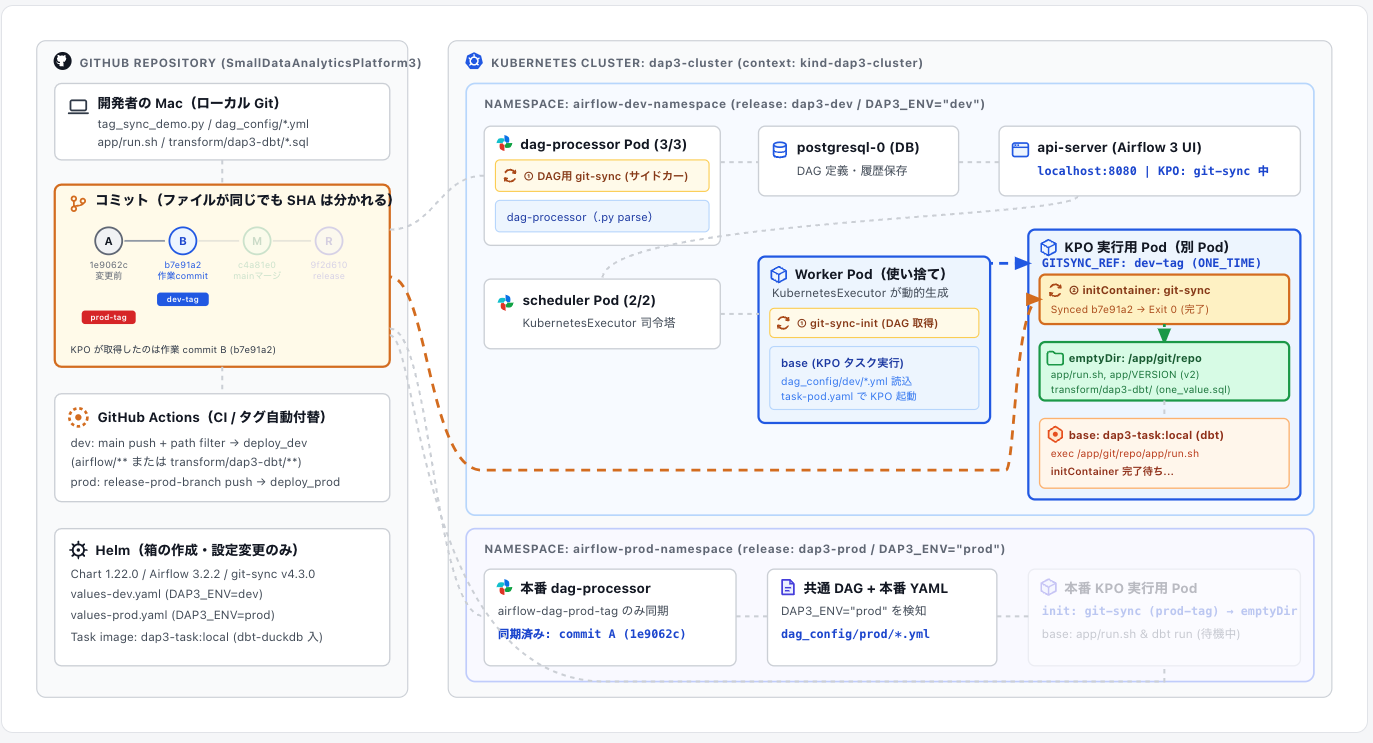 GITHUB REPOSITORY (SmallDataAnalyticsPlatform3)
開発者の Mac（ローカル Git）
tag_sync_demo.py / dag_config/*.yml
app/run.sh / transform/dap3-dbt/*.sql
コミット（ファイルが同じでも SHA は分かれる）
A
B
M
R
1e9062c
b7e91a2
c4a81e0
9f2d610
変更前
作業commit
mainマージ
release
dev-tag
prod-tag
KPO が取得したのは作業 commit B (b7e91a2)
GitHub Actions（CI / タグ自動付替）
dev: main push + path filter → deploy_dev
(airflow/** または transform/dap3-dbt/**)
prod: release-prod-branch push → deploy_prod
Helm（箱の作成・設定変更のみ）
Chart 1.22.0 / Airflow 3.2.2 / git-sync v4.3.0
values-dev.yaml (DAP3_ENV=dev)
values-prod.yaml (DAP3_ENV=prod)
Task image: dap3-task:local (dbt-duckdb 入)
KUBERNETES CLUSTER: dap3-cluster (context: kind-dap3-cluster)
NAMESPACE: airflow-dev-namespace (release: dap3-dev / DAP3_ENV="dev")
dag-processor Pod (3/3)
① DAG用 git-sync (サイドカー)
dag-processor（.py parse）
postgresql-0 (DB)
DAG 定義・履歴保存
api-server (Airflow 3 UI)
localhost:8080 | KPO: git-sync 中
scheduler Pod (2/2)
KubernetesExecutor 司令塔
Worker Pod（使い捨て）
KubernetesExecutor が動的生成
① git-sync-init (DAG 取得)
base (KPO タスク実行)
dag_config/dev/*.yml 読込
task-pod.yaml で KPO 起動
KPO 実行用 Pod（別 Pod）
GITSYNC_REF: dev-tag (ONE_TIME)
② initContainer: git-sync
Synced b7e91a2 → Exit 0 (完了)
emptyDir: /app/git/repo
app/run.sh, app/VERSION (v2)
transform/dap3-dbt/ (one_value.sql)
base: dap3-task:local (dbt)
exec /app/git/repo/app/run.sh
initContainer 完了待ち...
NAMESPACE: airflow-prod-namespace (release: dap3-prod / DAP3_ENV="prod")
本番 dag-processor
airflow-dag-prod-tag のみ同期
同期済み: commit A (1e9062c)
共通 DAG + 本番 YAML
DAP3_ENV="prod" を検知
dag_config/prod/*.yml
本番 KPO 実行用 Pod
init: git-sync (prod-tag) → emptyDir
base: app/run.sh & dbt run (待機中)